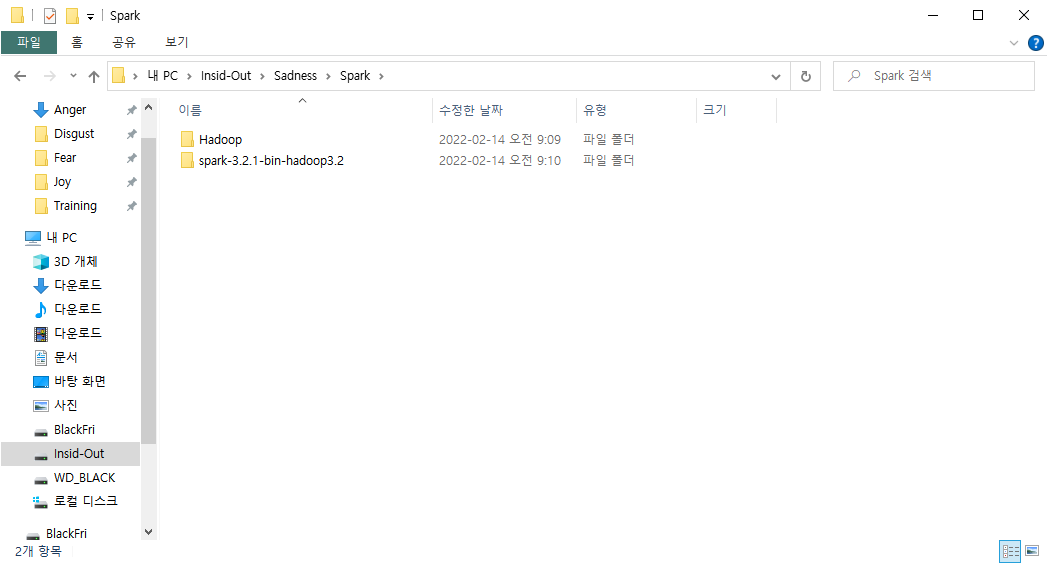 Spark
파일 홈 공유 보기
내 PC Insid-Out Sadness Spark
Spark 검색
이름 수정한 날짜 유형 크기
Hadoop 2022-02-14 오전 9:09 파일 폴더
spark-3.2.1-bin-hadoop3.2 2022-02-14 오전 9:10 파일 폴더
Anger
Disgust
Fear
Joy
Training
내 PC
3D 개체
다운로드
다운로드
다운로드
문서
바탕 화면
사진
BlackFri
Insid-Out
WD_BLACK
로컬 디스크
BlackFri
2개 항목